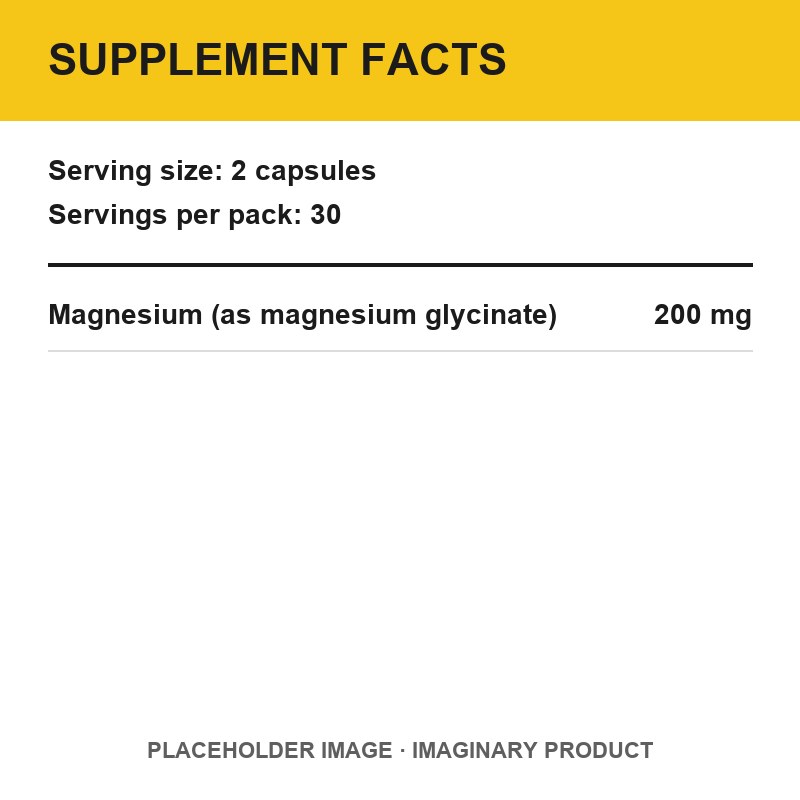 SUPPLEMENT FACTS
Serving size: 2 capsules
Servings per pack: 30
Magnesium (as magnesium glycinate) 200 mg
PLACEHOLDER IMAGE · IMAGINARY PRODUCT